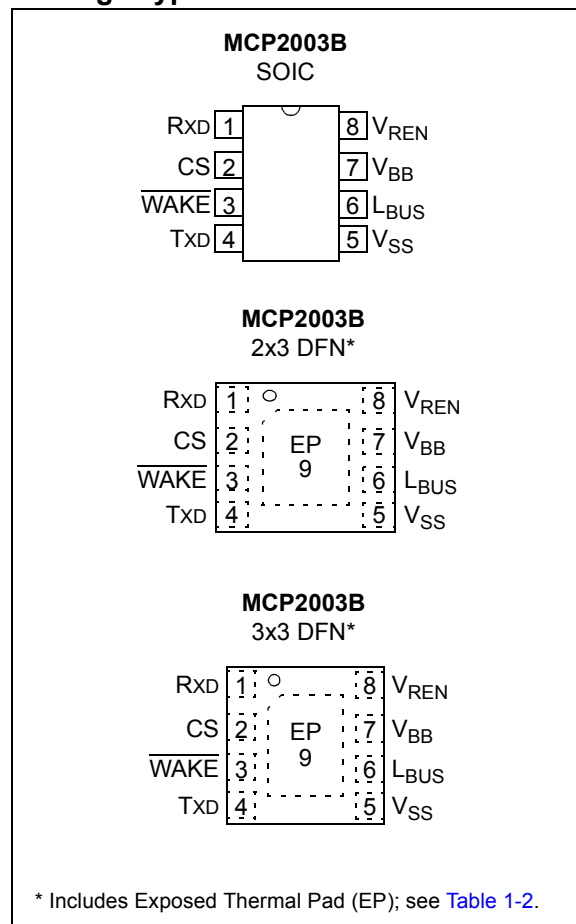 MCP2003B
SOIC
RXD 1 8 VREN
CS 2 7 VBB
WAKE 3 6 LBUS
TXD 4 5 VSS
MCP2003B
2x3 DFN*
RXD 1 8 VREN
CS 2 EP 7 VBB
WAKE 3 9 6 LBUS
TXD 4 5 VSS
MCP2003B
3x3 DFN*
RXD 1 8 VREN
CS 2 EP 7 VBB
WAKE 3 9 6 LBUS
TXD 4 5 VSS
* Includes Exposed Thermal Pad (EP); see Table 1-2.